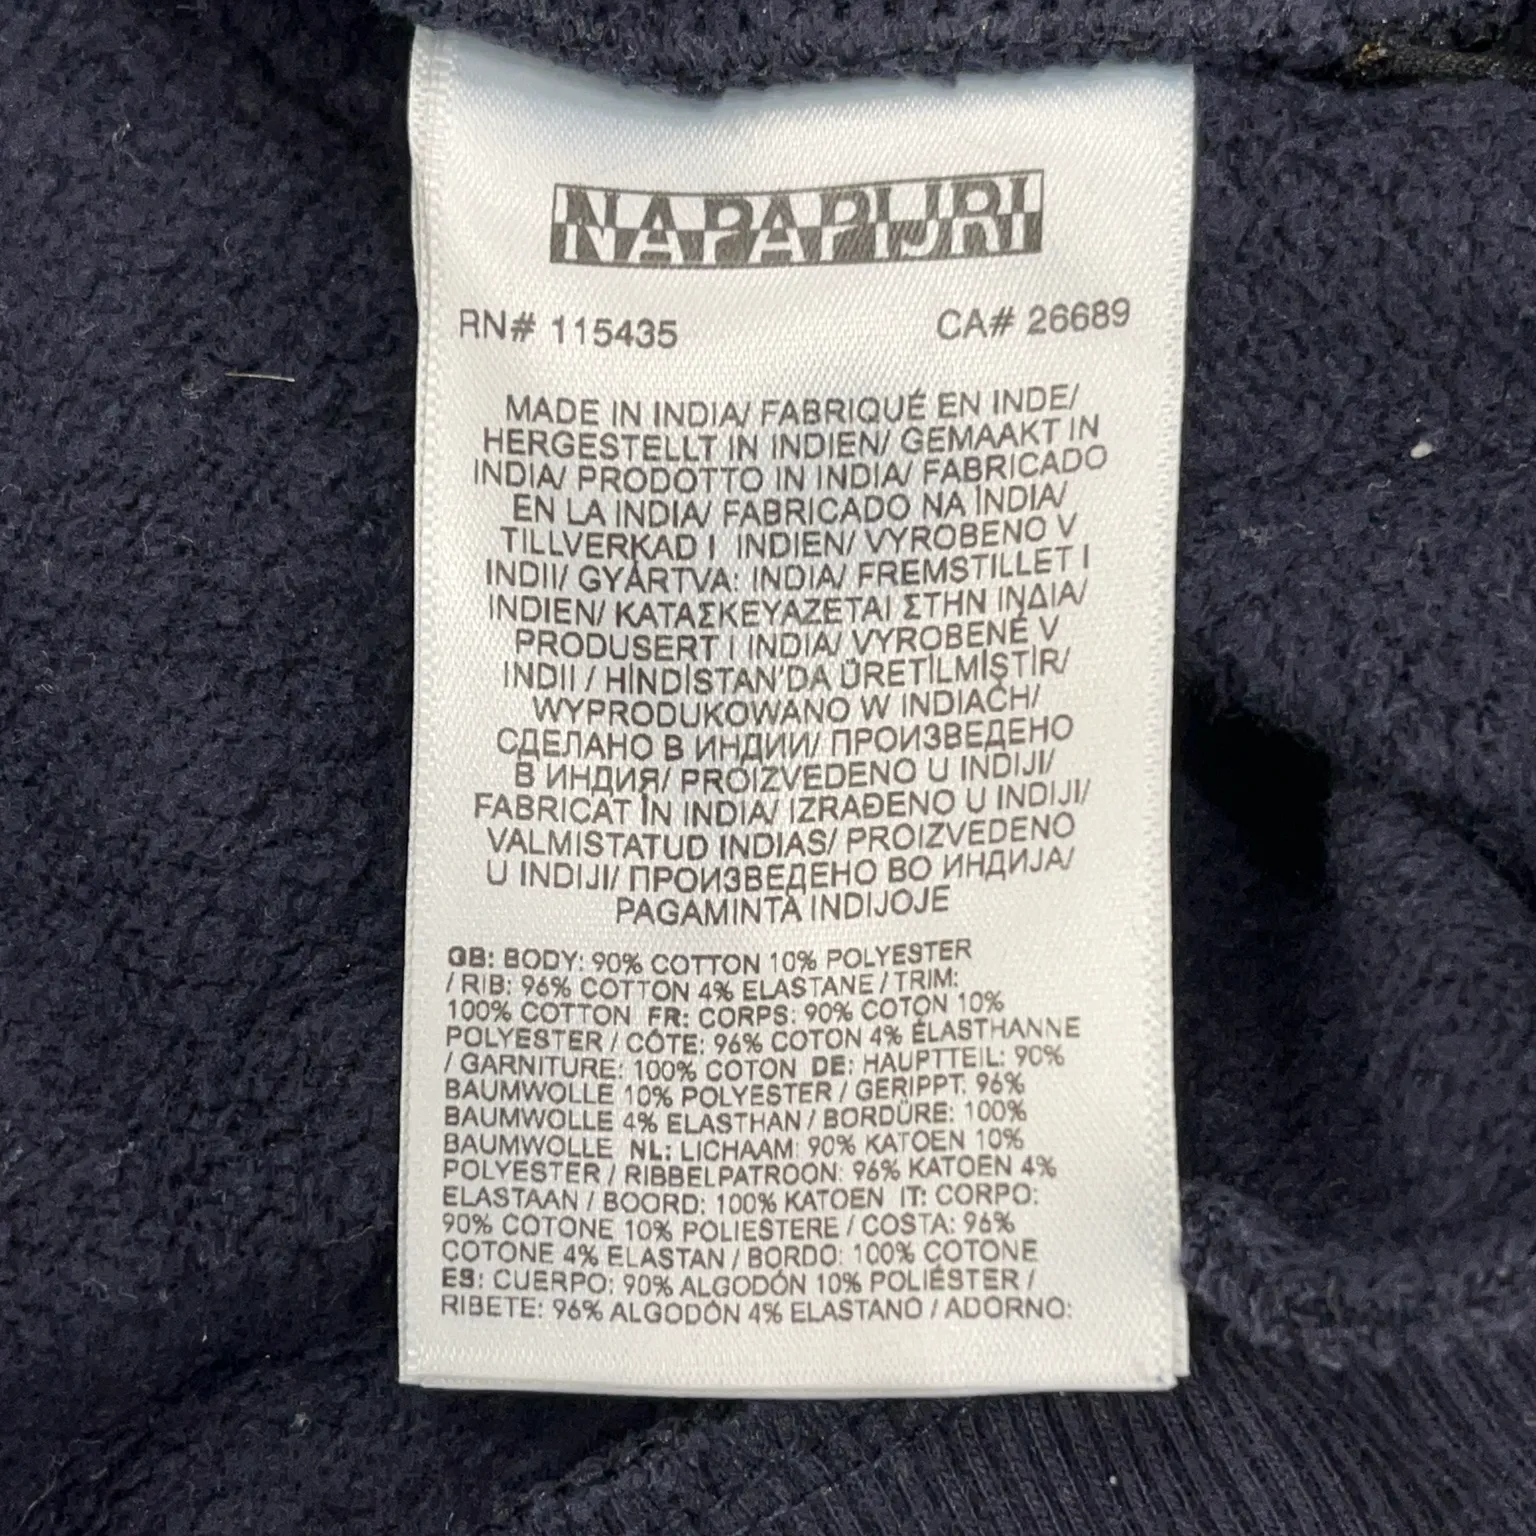 NAPAPIJRI
RN# 115435 CA# 26689
MADE IN INDIA/ FABRIQUÉ EN INDE/
HERGESTELLT IN INDIEN/ GEMAAKT IN
INDIA/ PRODOTTO IN INDIA/ FABRICADO
EN LA INDIA/ FABRICADO NA ÍNDIA/
TILLVERKAD I INDIEN/ VYROBENO V
INDII/ GYÁRTVA: INDIA/ FREMSTILLET I
INDIEN/ ΚΑΤΑΣΚΕΥΑΖΕΤΑΙ ΣΤΗΝ ΙΝΔΙΑ/
PRODUSERT I INDIA/ VYROBENÉ V
INDII / HİNDİSTAN'DA ÜRETİLMİŞTİR/
WYPRODUKOWANO W INDIACH/
СДЕЛАНО В ИНДИИ/ ПРОИЗВЕДЕНО
В ИНДИЯ/ PROIZVEDENO U INDIJI/
FABRICAT ÎN INDIA/ IZRAĐENO U INDIJI/
VALMISTATUD INDIAS/ PROIZVEDENO
U INDIJI/ ПРОИЗВЕДЕНО ВО ИНДИЈА/
PAGAMINTA INDIJOJE
GB: BODY: 90% COTTON 10% POLYESTER
/ RIB: 96% COTTON 4% ELASTANE / TRIM:
100% COTTON FR: CORPS: 90% COTON 10%
POLYESTER / CÔTE: 96% COTON 4% ÉLASTHANNE
/ GARNITURE: 100% COTON DE: HAUPTTEIL: 90%
BAUMWOLLE 10% POLYESTER / GERIPPT: 96%
BAUMWOLLE 4% ELASTHAN / BORDÜRE: 100%
BAUMWOLLE NL: LICHAAM: 90% KATOEN 10%
POLYESTER / RIBBELPATROON: 96% KATOEN 4%
ELASTAAN / BOORD: 100% KATOEN IT: CORPO:
90% COTONE 10% POLIESTERE / COSTA: 96%
COTONE 4% ELASTAN / BORDO: 100% COTONE
ES: CUERPO: 90% ALGODÓN 10% POLIÉSTER /
RIBETE: 96% ALGODÓN 4% ELASTANO / ADORNO: